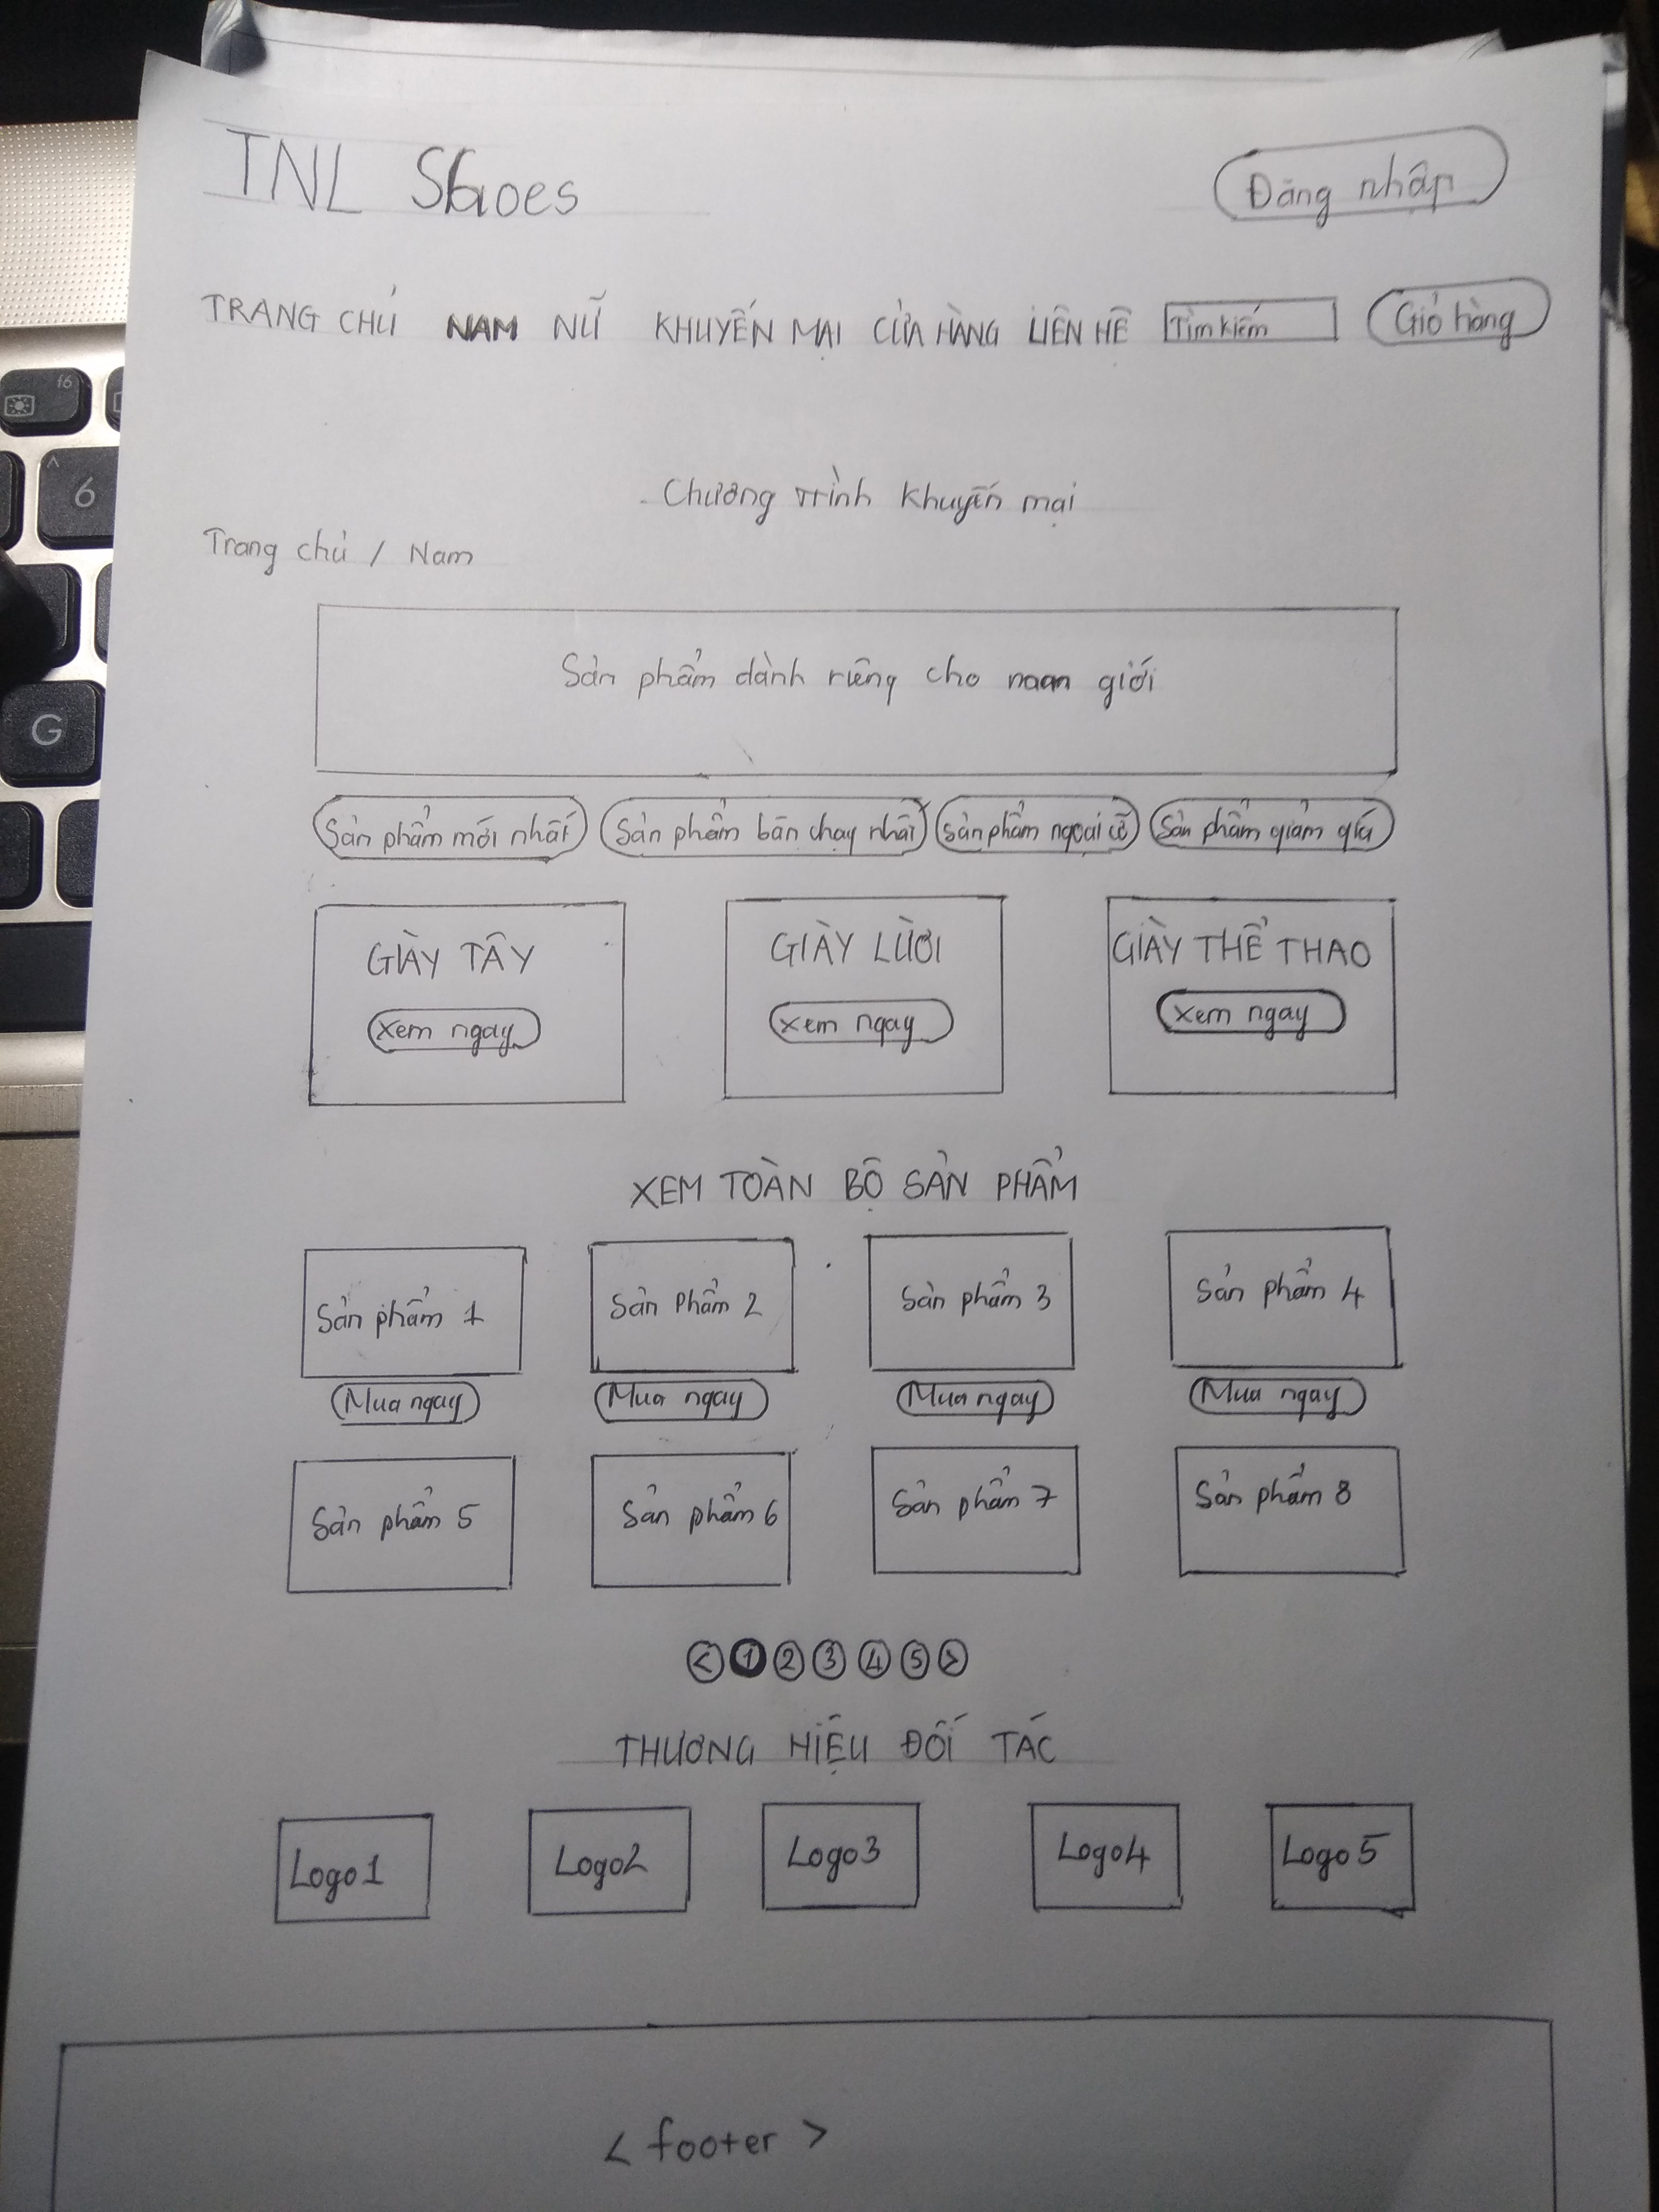 TNL Shoes
Đăng nhập
TRANG CHỦ NAM NỮ KHUYẾN MẠI CỬA HÀNG LIÊN HỆ Tìm kiếm Giỏ hàng
Chương trình khuyến mại
Trang chủ / Nam
Sản phẩm dành riêng cho nam giới
Sản phẩm mới nhất Sản phẩm bán chạy nhất Sản phẩm ngoại cỡ Sản phẩm giảm giá
GIÀY TÂY GIÀY LƯỜI GIÀY THỂ THAO
Xem ngay Xem ngay Xem ngay
XEM TOÀN BỘ SẢN PHẨM
Sản phẩm 1 Sản Phẩm 2 Sản phẩm 3 Sản phẩm 4
Mua ngay Mua ngay Mua ngay Mua ngay
Sản phẩm 5 Sản phẩm 6 Sản phẩm 7 Sản phẩm 8
< 1 2 3 4 5 >
THƯƠNG HIỆU ĐỐI TÁC
Logo1 Logo2 Logo3 Logo4 Logo5
< footer >
f6
^
6
G